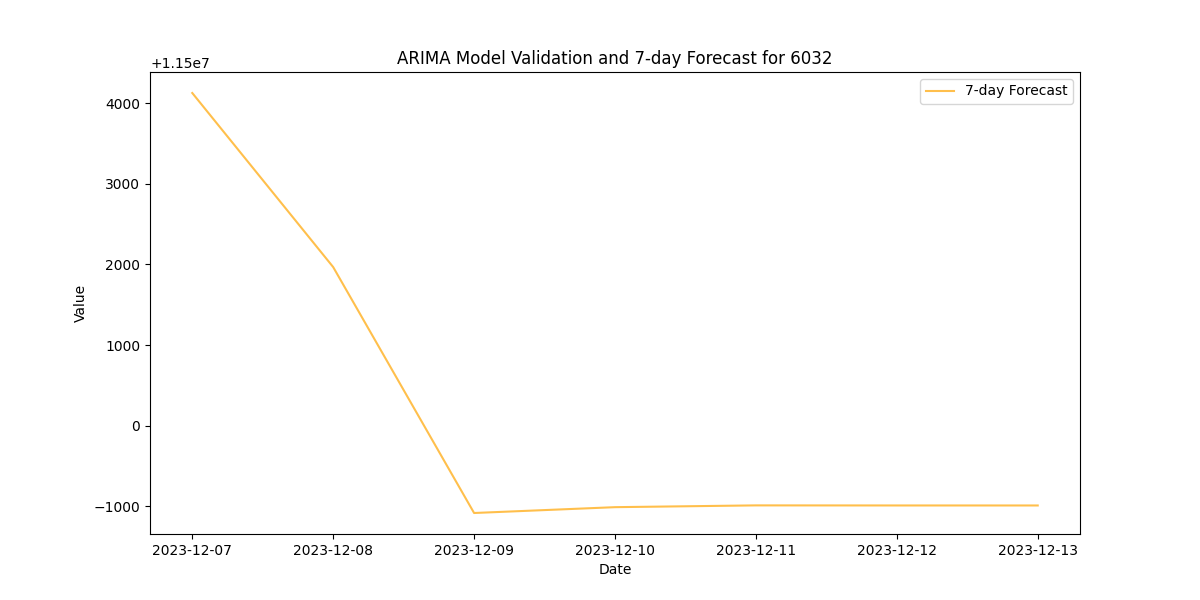 ARIMA Model Validation and 7-day Forecast for 6032
+1.15e7
7-day Forecast
4000
3000
2000
1000
0
−1000
Value
2023-12-07 2023-12-08 2023-12-09 2023-12-10 2023-12-11 2023-12-12 2023-12-13
Date